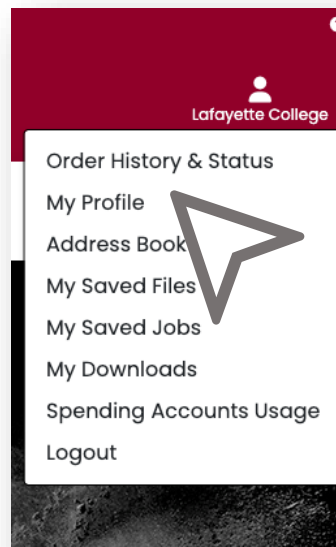 Lafayette College
Order History & Status
My Profile
Address Book
My Saved Files
My Saved Jobs
My Downloads
Spending Accounts Usage
Logout